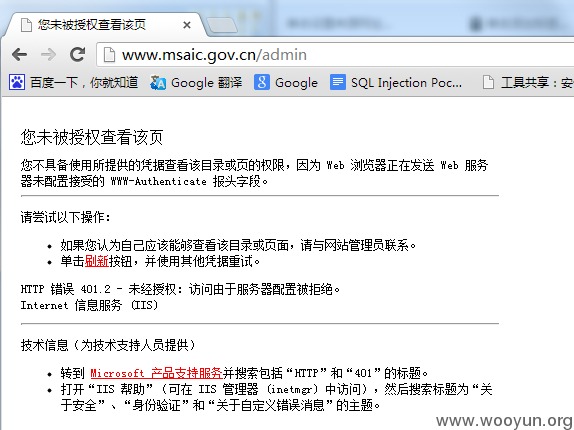 您未被授权查看该页
www.msaic.gov.cn/admin
百度一下，你就知道 Google 翻译 Google SQL Injection Poc... 工具共享：安
您未被授权查看该页
您不具备使用所提供的凭据查看该目录或页的权限，因为 Web 浏览器正在发送 Web 服务
器未配置接受的 WWW-Authenticate 报头字段。
请尝试以下操作：
• 如果您认为自己应该能够查看该目录或页面，请与网站管理员联系。
• 单击刷新按钮，并使用其他凭据重试。
HTTP 错误 401.2 - 未经授权：访问由于服务器配置被拒绝。
Internet 信息服务 (IIS)
技术信息（为技术支持人员提供）
• 转到 Microsoft 产品支持服务并搜索包括“HTTP”和“401”的标题。
• 打开“IIS 帮助”（可在 IIS 管理器 (inetmgr) 中访问），然后搜索标题为“关
于安全”、“身份验证”和“关于自定义错误消息”的主题。
www.wooyun.org